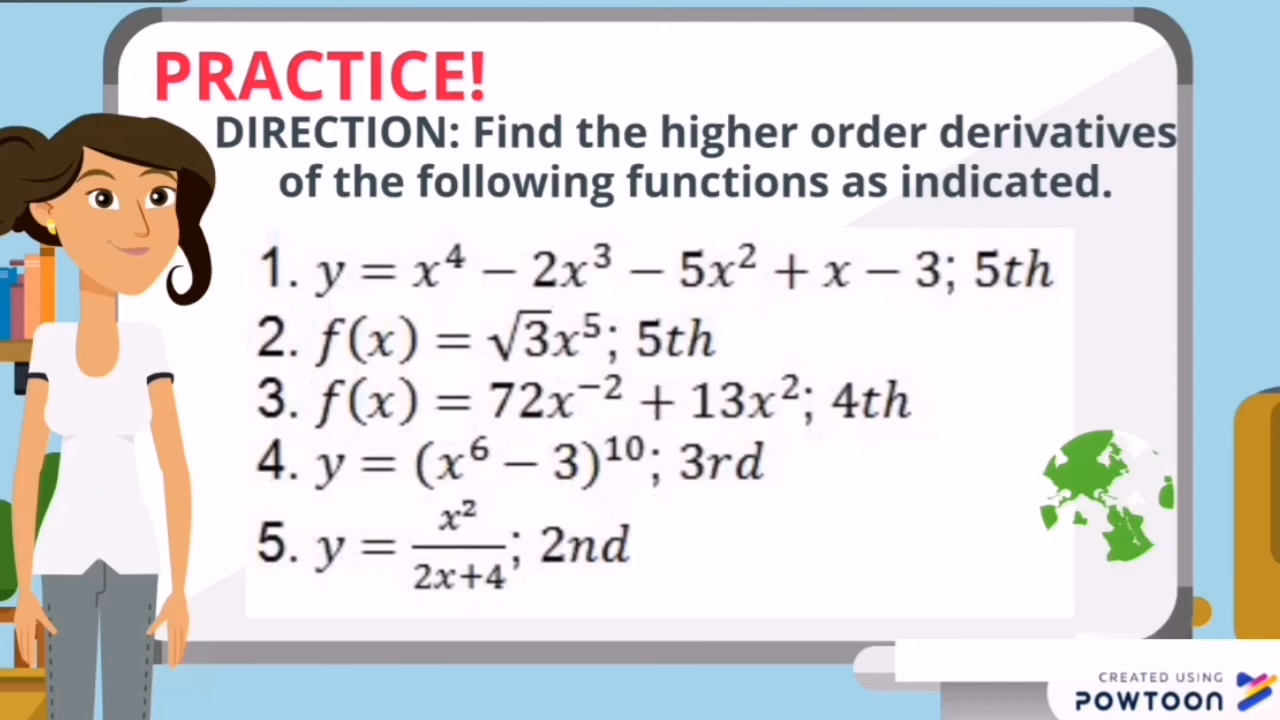 PRACTICE!
DIRECTION: Find the higher order derivatives
of the following functions as indicated.
1. y = x⁴ − 2x³ − 5x² + x − 3; 5th
2. f(x) = √3x⁵; 5th
3. f(x) = 72x⁻² + 13x²; 4th
4. y = (x⁶ − 3)¹⁰; 3rd
5. y = x²/2x+4; 2nd
CREATED USING
POWTOON